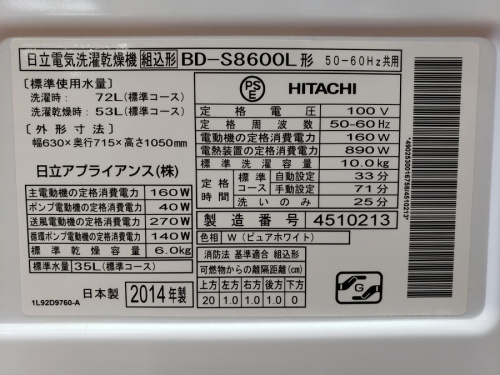 日立電気洗濯乾燥機 組込形 BD-S8600L形 50-60Hz共用
〔標準使用水量〕
洗濯時： 72L(標準コース)
洗濯乾燥時： 53L(標準コース)
〔外形寸法〕
幅630×奥行715×高さ1050mm
日立アプライアンス(株)
主電動機の定格消費電力 160W
ポンプ電動機の定格消費電力 40W
送風電動機の定格消費電力 270W
循環ポンプ電動機の定格消費電力 140W
標準乾燥容量 6.0kg
標準水量 35L(標準コース)
日本製 2014年製
1L92D9760-A
PSE HITACHI
定格電圧 100V
定格周波数 50-60Hz
電動機の定格消費電力 160W
電熱装置の定格消費電力 890W
標準洗濯容量 10.0kg
定格時間 標準コース 自動設定 33分
手動設定 71分
洗いのみ 25分
製造番号 4510213
色相 W（ピュアホワイト）
消防法 基準適合 組込形
可燃物からの離隔距離(cm)
上方 左方 右方 後方 下方
20 1.0 1.0 1.0 0
G